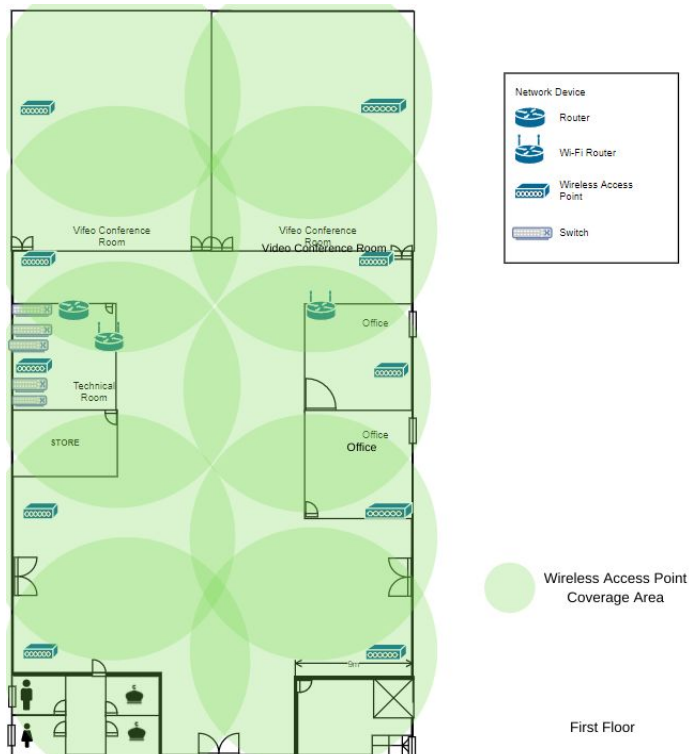 Network Device
Router
Wi-Fi Router
Wireless Access
Point
Switch
Vifeo Conference
Room
Vifeo Conference
Room
Video Conference Room
Office
Technical
Room
Office
Office
STORE
Wireless Access Point
Coverage Area
9m
First Floor